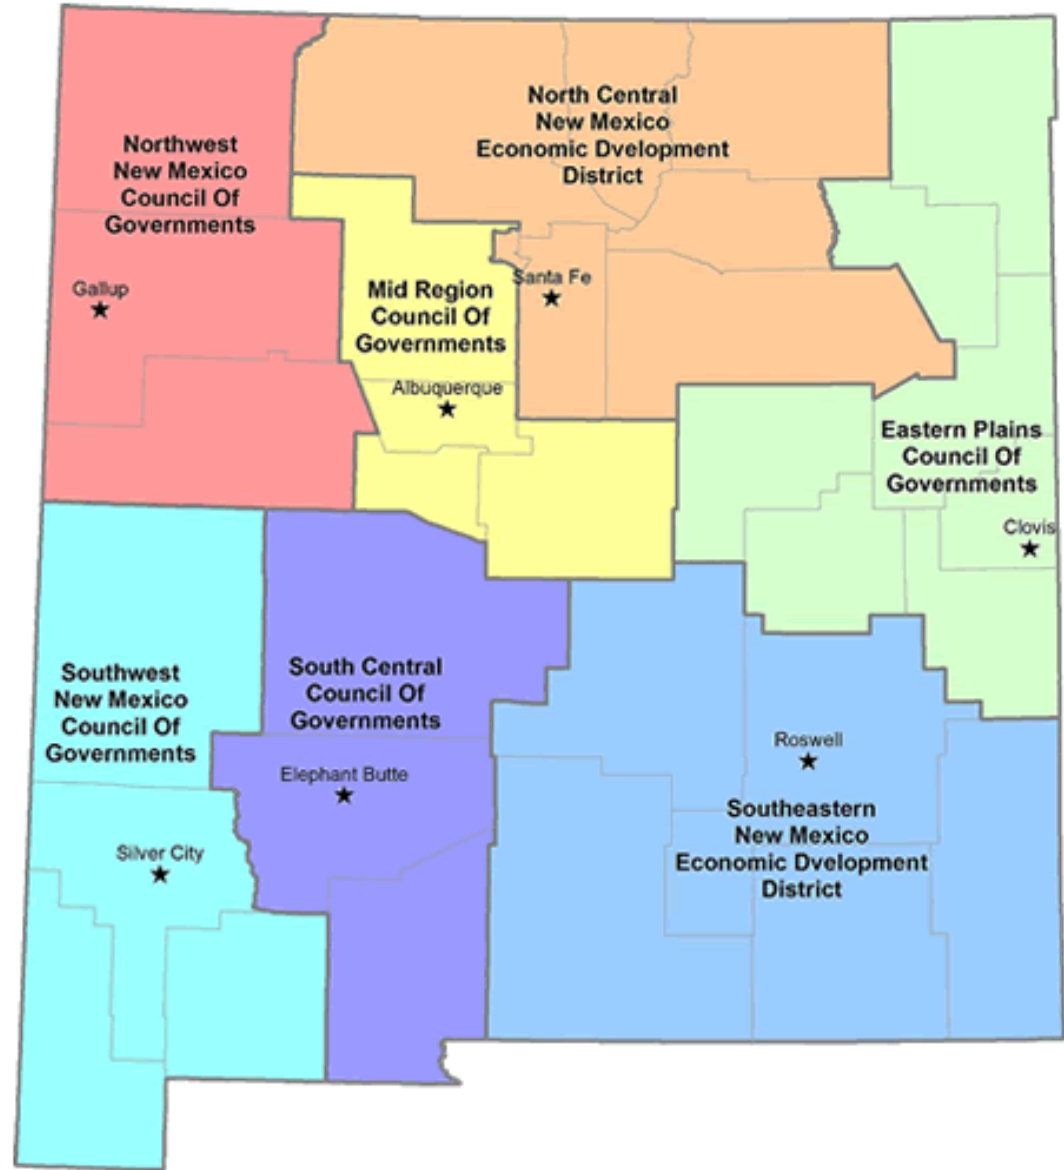 North Central
New Mexico
Economic Dvelopment
District
Northwest
New Mexico
Council Of
Governments
Gallup
Santa Fe
Mid Region
Council Of
Governments
Albuquerque
Eastern Plains
Council Of
Governments
Clovis
Southwest
New Mexico
Council Of
Governments
South Central
Council Of
Governments
Elephant Butte
Silver City
Roswell
Southeastern
New Mexico
Economic Dvelopment
District